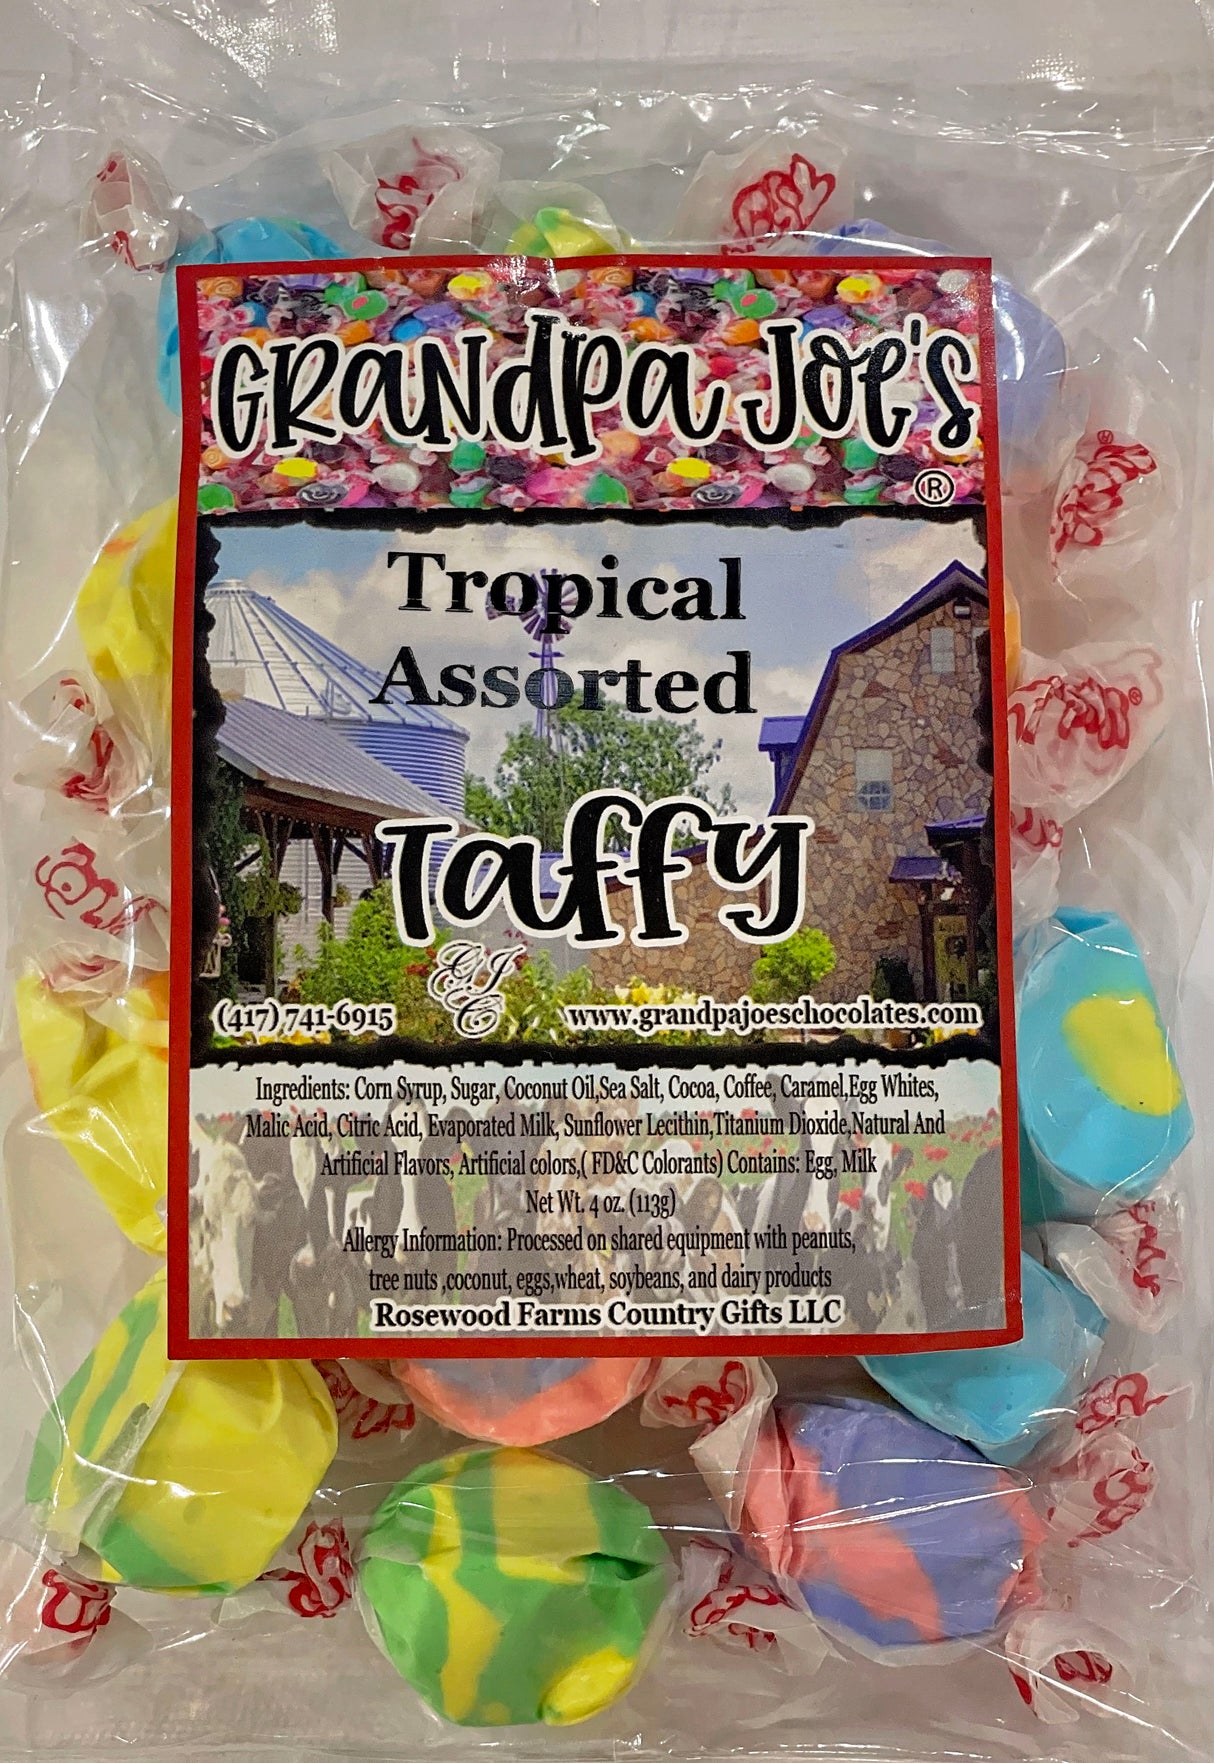 Grandpa Joe's
®
Tropical
Assorted
Taffy
GJC
(417) 741-6915 www.grandpajoeschocolates.com
Ingredients: Corn Syrup, Sugar, Coconut Oil,Sea Salt, Cocoa, Coffee, Caramel,Egg Whites,
Malic Acid, Citric Acid, Evaporated Milk, Sunflower Lecithin,Titanium Dioxide,Natural And
Artificial Flavors, Artificial colors,( FD&C Colorants) Contains: Egg, Milk
Net Wt. 4 oz. (113g)
Allergy Information: Processed on shared equipment with peanuts,
tree nuts ,coconut, eggs,wheat, soybeans, and dairy products
Rosewood Farms Country Gifts LLC